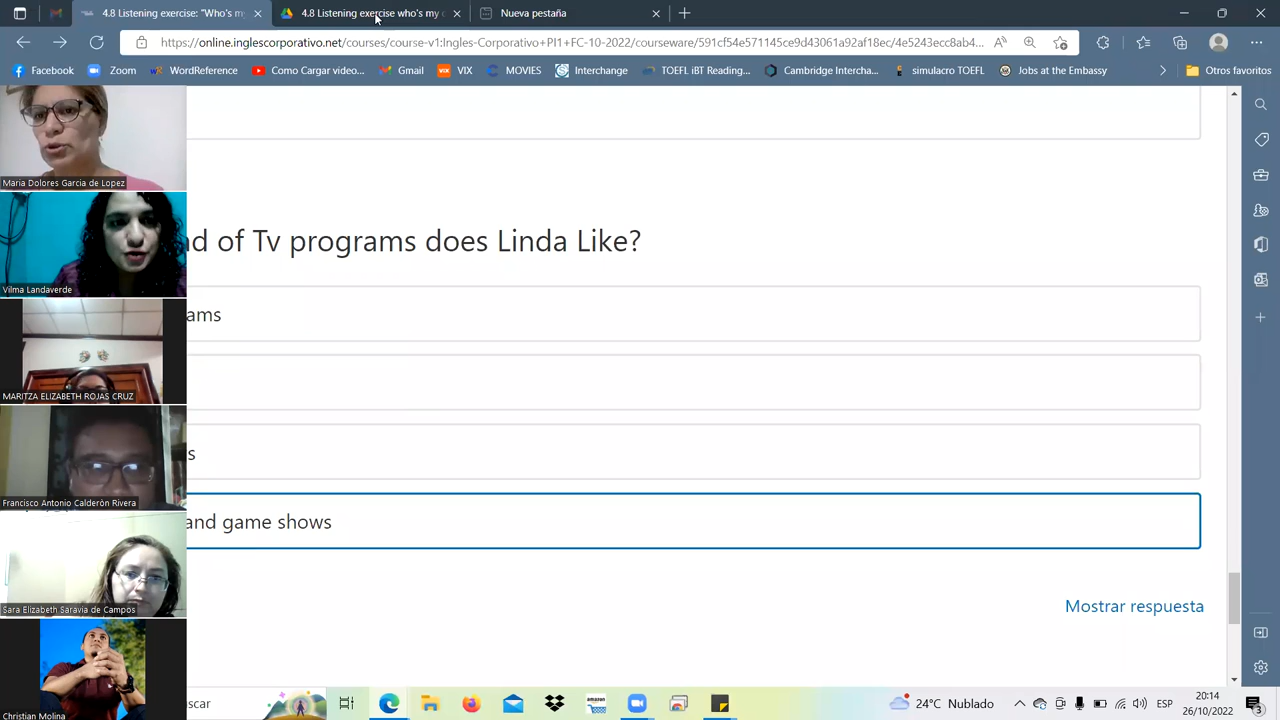 4.8 Listening exercise: "Who's my
4.8 Listening exercise who's my
Nueva pestaña
https://online.inglescorporativo.net/courses/course-v1:Ingles-Corporativo+PI1+FC-10-2022/courseware/591cf54e571145ce9d43061a92af18ec/4e5243ecc8ab4...
Facebook
Zoom
WordReference
Como Cargar vídeo...
Gmail
VIX
MOVIES
Interchange
TOEFL iBT Reading...
Cambridge Intercha...
simulacro TOEFL
Jobs at the Embassy
Otros favoritos
Maria Dolores Garcia de Lopez
Vilma Landaverde
MARITZA ELIZABETH ROJAS CRUZ
Francisco Antonio Calderón Rivera
Sara Elizabeth Saravia de Campos
Christian Molina
nd of Tv programs does Linda Like?
ams
s
and game shows
Mostrar respuesta
scar
24°C Nublado
ESP
20:14
26/10/2022
3